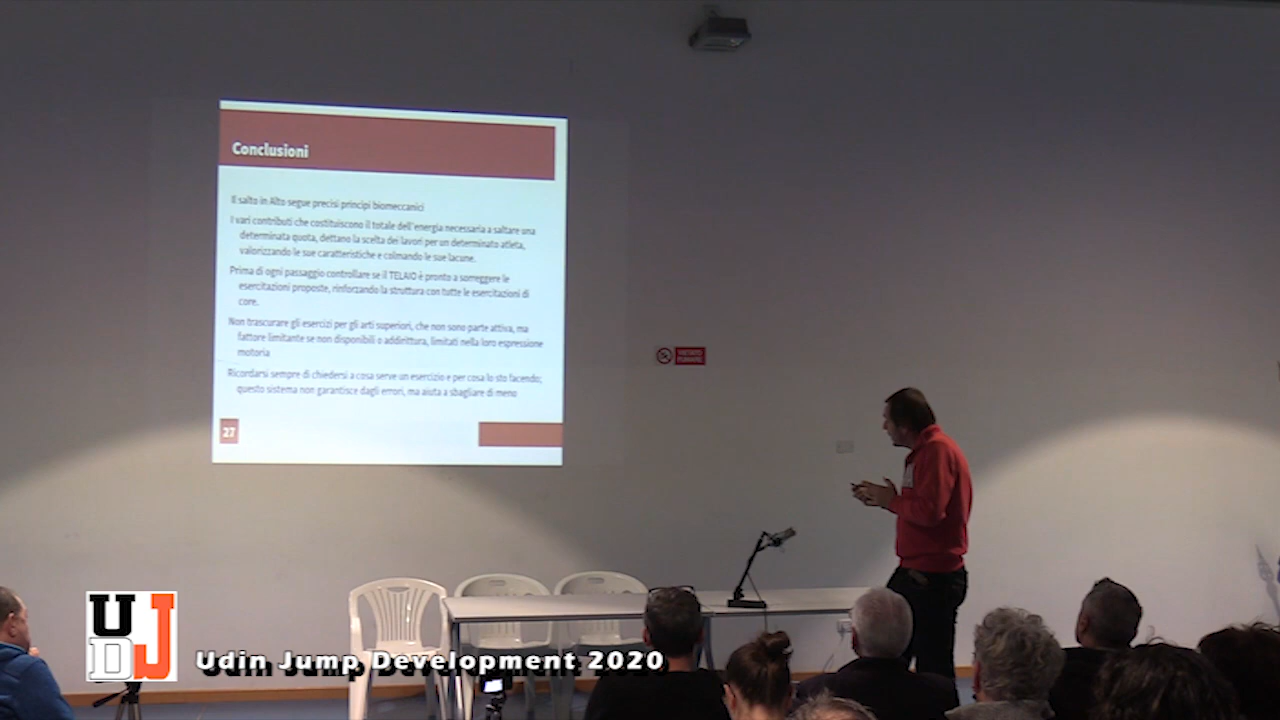 Conclusioni
Il salto in Alto segue precisi principi biomeccanici
I vari contributi che costituiscono il totale dell'energia necessaria a saltare una
determinata quota, dettano la scelta dei lavori per un determinato atleta,
valorizzando le sue caratteristiche e colmando le sue lacune.
Prima di ogni passaggio controllare se il TELAIO è pronto a sorreggere le
esercitazioni proposte, rinforzando la struttura con tutte le esercitazioni di
core.
Non trascurare gli esercizi per gli arti superiori, che non sono parte attiva, ma
fattore limitante se non disponibili o addirittura, limitati nella loro espressione
motoria
Ricordarsi sempre di chiedersi a cosa serve un esercizio e per cosa lo sto facendo;
questo sistema non garantisce dagli errori, ma aiuta a sbagliare di meno
27
VIETATO
FUMARE
UDJ
Udin Jump Development 2020